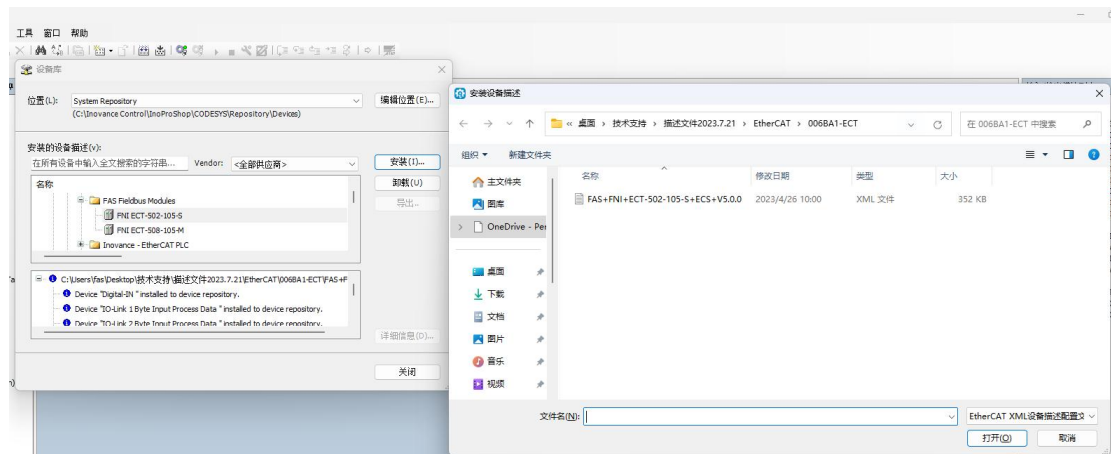 工具 窗口 帮助
设备库
位置(L): System Repository 编辑位置(E)...
(C:\Inovance Control\InoProShop\CODESYS\Repository\Devices)
安装的设备描述(v):
在所有设备中输入全文搜索的字符串... Vendor: <全部供应商> 安装(I)...
名称 卸载(U)
FAS Fieldbus Modules 导出..
FNI ECT-502-105-S
FNI ECT-508-105-M
Inovance - EtherCAT PLC
C:\Users\fas\Desktop\技术支持\描述文件2023.7.21\EtherCAT\006BA1-ECT\FAS+F
Device "Digital-IN " installed to device repository.
Device "IO-Link 1 Byte Input Process Data " installed to device repository.
Device "IO-Link 2 Byte Input Process Data " installed to device repository.
详细信息(D)...
关闭
安装设备描述
« 桌面 › 技术支持 › 描述文件2023.7.21 › EtherCAT › 006BA1-ECT
在 006BA1-ECT 中搜索
组织 新建文件夹
名称 修改日期 类型 大小
FAS+FNI+ECT-502-105-S+ECS+V5.0.0 2023/4/26 10:00 XML 文件 352 KB
主文件夹
图库
OneDrive - Per
桌面
下载
文档
图片
音乐
视频
文件名(N): EtherCAT XML设备描述配置文
打开(O) 取消